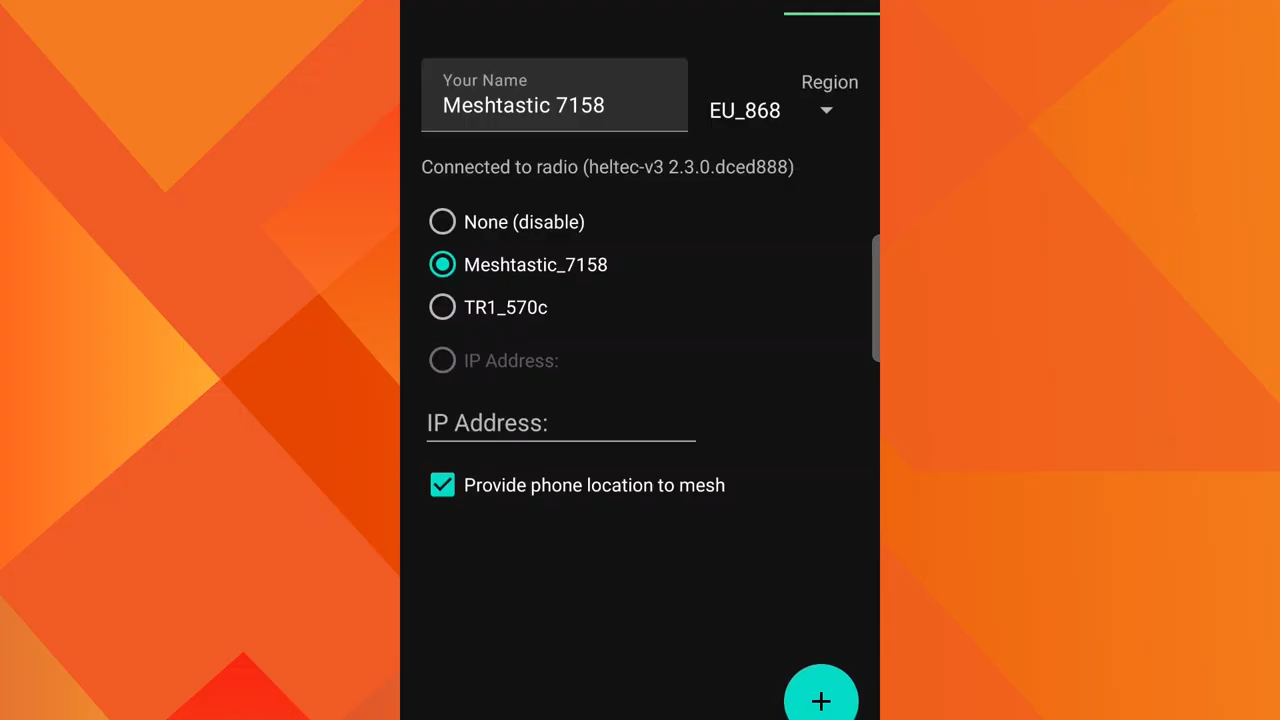 Your Name
Meshtastic 7158
Region
EU_868
Connected to radio (heltec-v3 2.3.0.dced888)
None (disable)
Meshtastic_7158
TR1_570c
IP Address:
IP Address:
Provide phone location to mesh
+